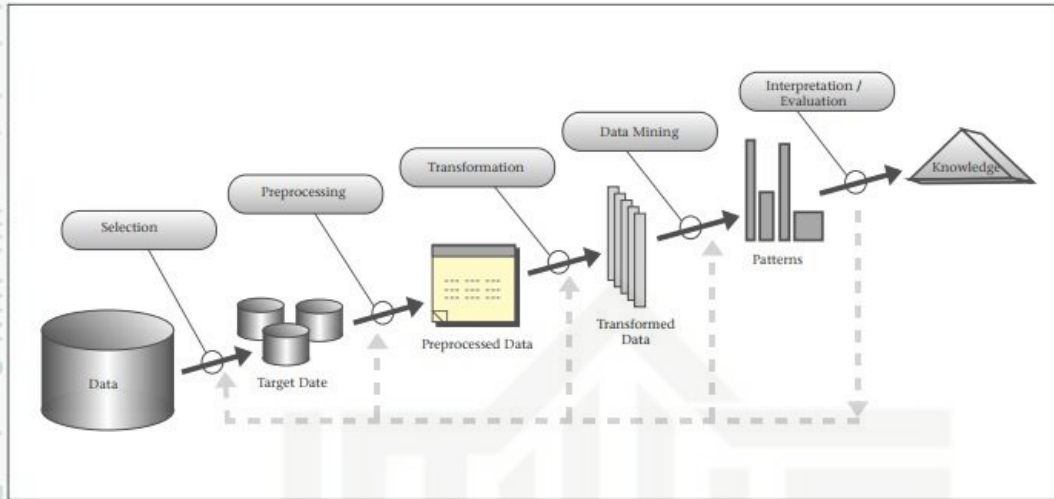 Interpretation /
Evaluation
Data Mining
Transformation
Preprocessing
Selection
Knowledge
Patterns
Transformed
Data
Preprocessed Data
Target Date
Data